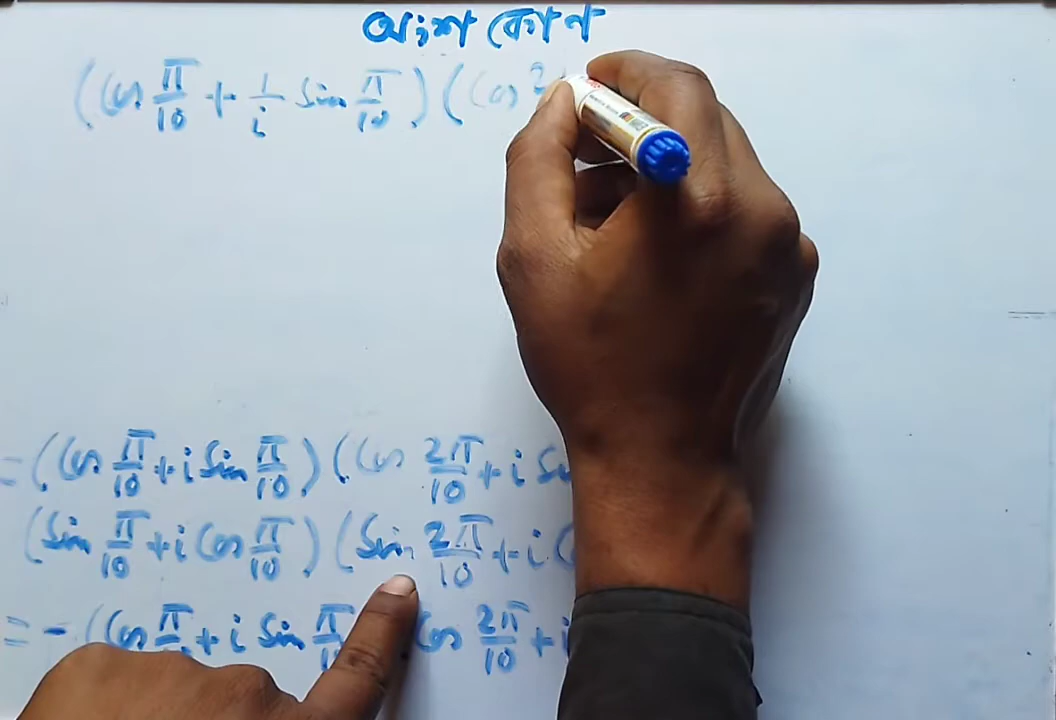 (Cos π/10 + 1/i Sin π/10) (Cos 2
= (Cos π/10 + i Sin π/10) (Cos 2π/10 + i
(Sin π/10 + i Cos π/10) (Sin 2π/10 + i
= - (Cos π + i Sin π Cos 2π/10 + i